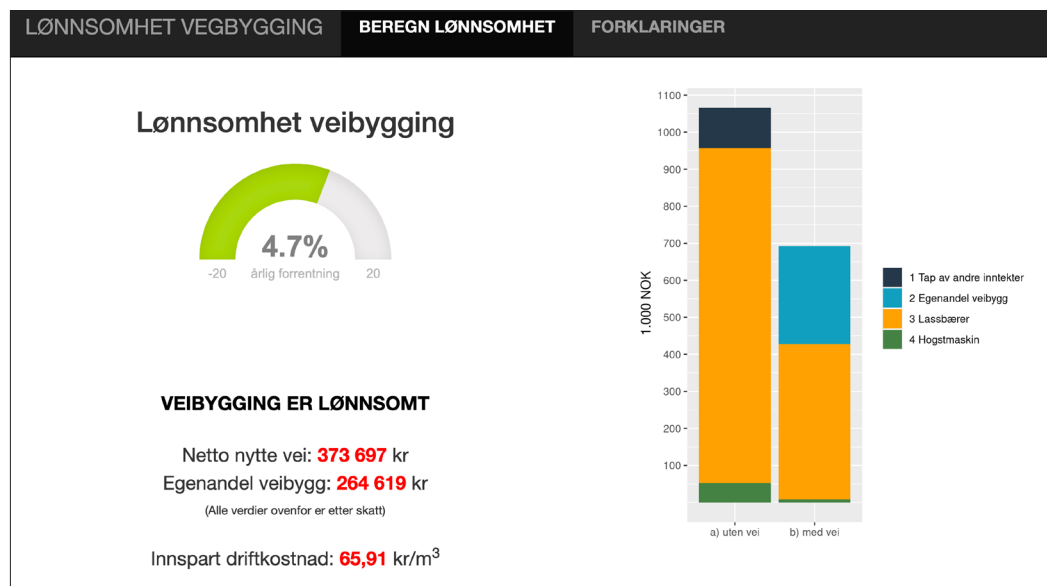 LØNNSOMHET VEGBYGGING BEREGN LØNNSOMHET FORKLARINGER
Lønnsomhet veibygging
4.7%
-20 årlig forrentning 20
VEIBYGGING ER LØNNSOMT
Netto nytte vei: 373 697 kr
Egenandel veibygg: 264 619 kr
(Alle verdier ovenfor er etter skatt)
Innspart driftkostnad: 65,91 kr/m³
1100
1000
900
800
700
600
500
400
300
200
100
1.000 NOK
a) uten vei b) med vei
1 Tap av andre inntekter
2 Egenandel veibygg
3 Lassbærer
4 Hogstmaskin